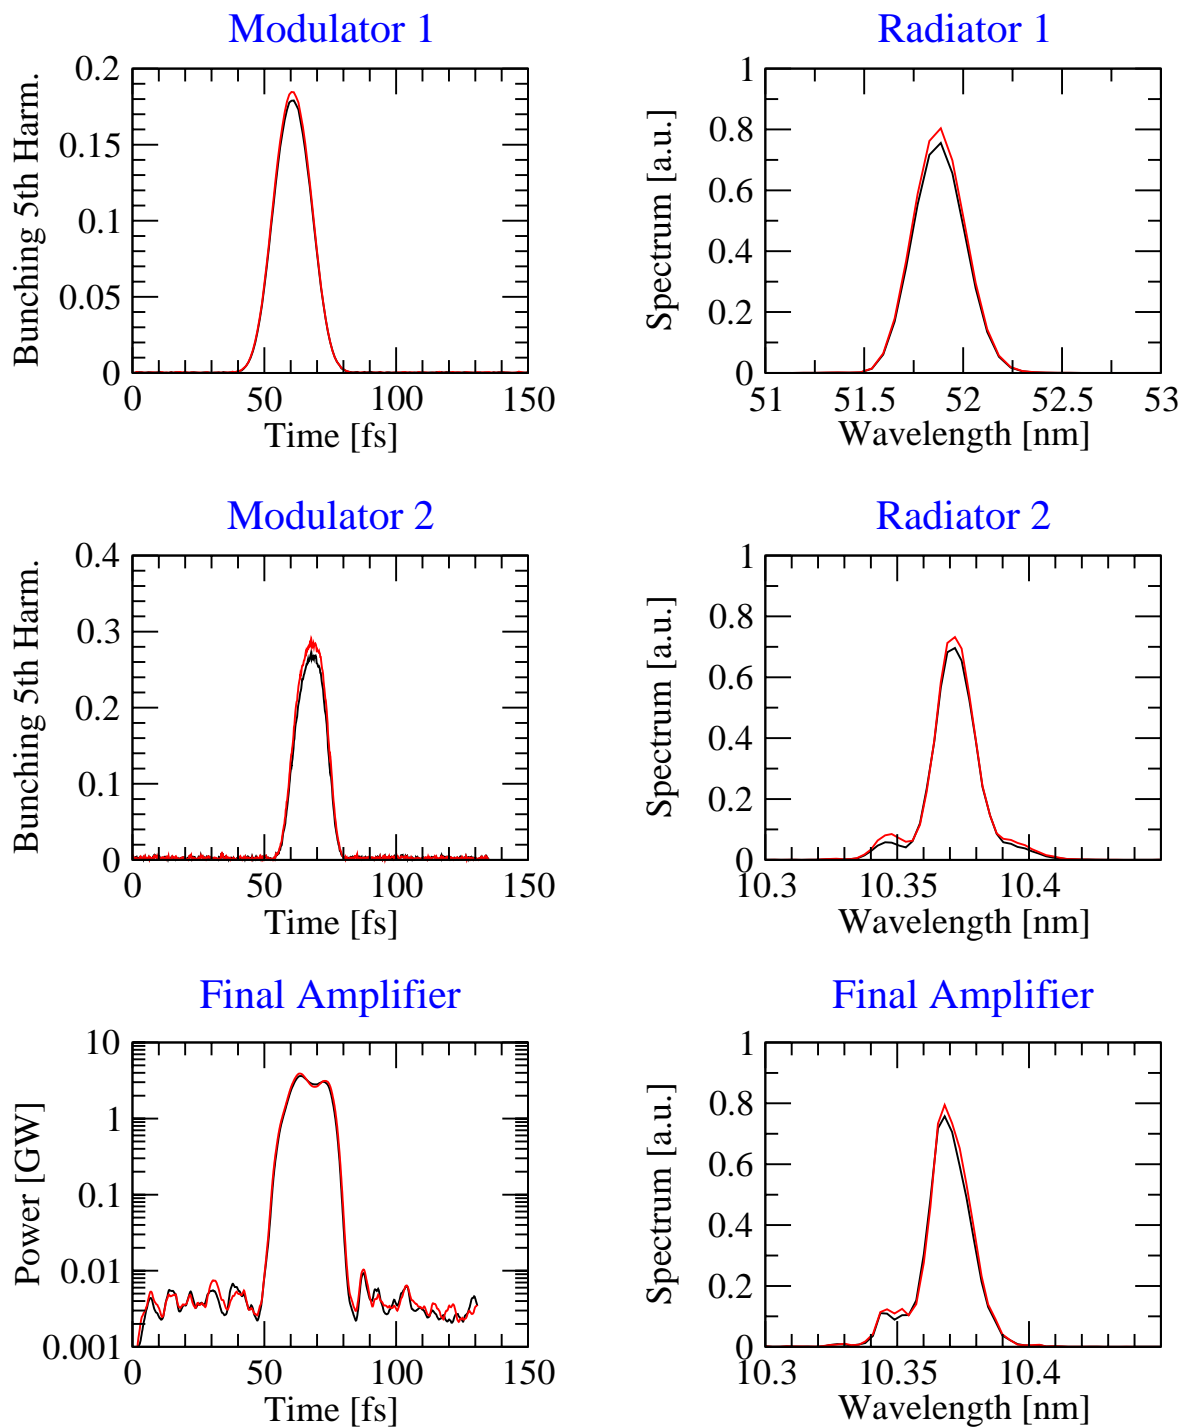 Modulator 1
Bunching 5th Harm.
0.2
0.15
0.1
0.05
0
0 50 100 150
Time [fs]
Radiator 1
Spectrum [a.u.]
1
0.8
0.6
0.4
0.2
0
51 51.5 52 52.5 53
Wavelength [nm]
Modulator 2
Bunching 5th Harm.
0.4
0.3
0.2
0.1
0
0 50 100 150
Time [fs]
Radiator 2
Spectrum [a.u.]
1
0.8
0.6
0.4
0.2
0
10.3 10.35 10.4
Wavelength [nm]
Final Amplifier
Power [GW]
10
1
0.1
0.01
0.001
0 50 100 150
Time [fs]
Final Amplifier
Spectrum [a.u.]
1
0.8
0.6
0.4
0.2
0
10.3 10.35 10.4
Wavelength [nm]